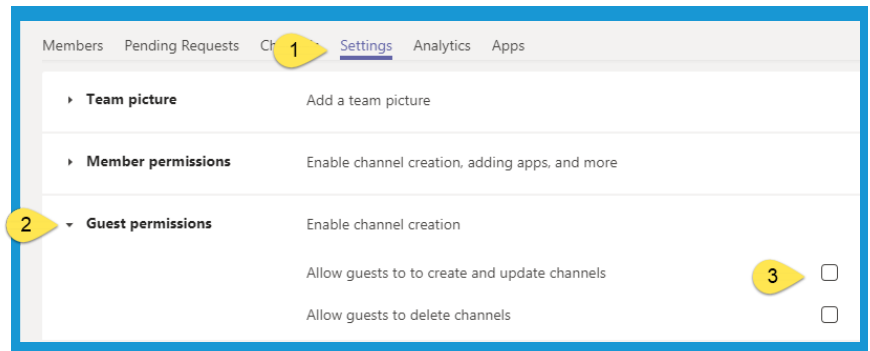 Members Pending Requests 1 Settings Analytics Apps
Team picture Add a team picture
Member permissions Enable channel creation, adding apps, and more
2 Guest permissions Enable channel creation
Allow guests to to create and update channels 3
Allow guests to delete channels